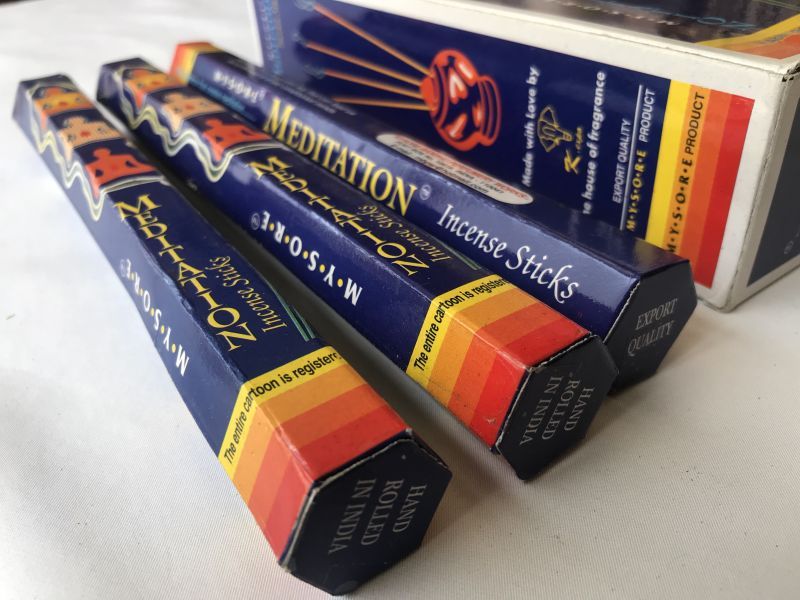 MEDITATION
Incense Sticks
M•Y•S•O•R•E
The entire cartoon is register
HAND
ROLLED
IN INDIA
MEDITATION
Incense Sticks
M•Y•S•O•R•E
The entire cartoon is registere
HAND
ROLLED
IN INDIA
MEDITATION
Incense Sticks
EXPORT
QUALITY
Made with Love by
house of fragrance
EXPORT QUALITY
M•Y•S•O•R•E PRODUCT
M•Y•S•O•R•E PRODUCT